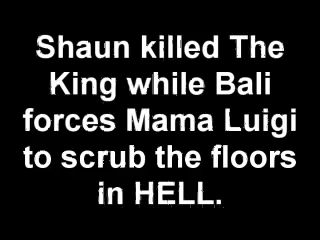 Shaun killed The
King while Bali
forces Mama Luigi
to scrub the floors
in HELL.